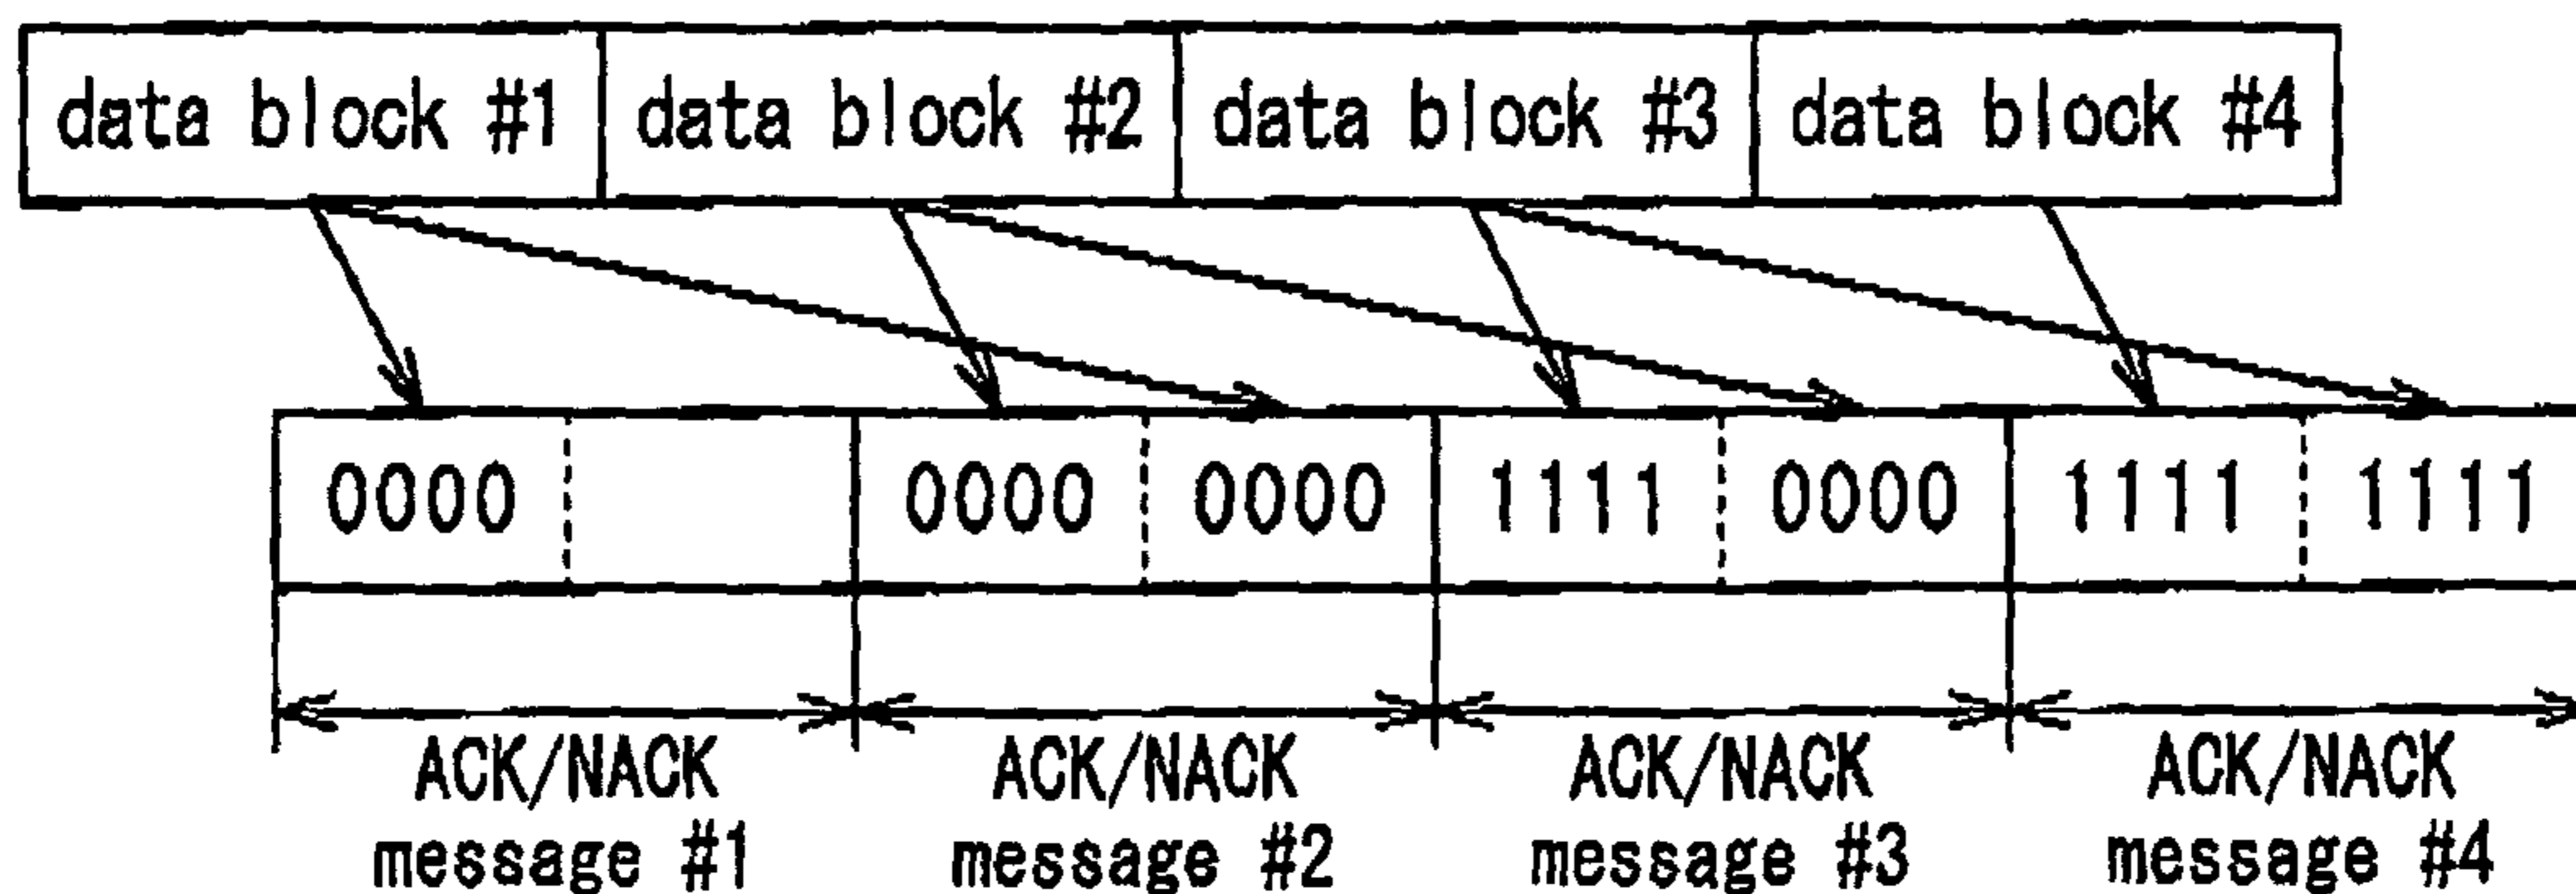 data block #1 data block #2 data block #3 data block #4
0000 0000 0000 1111 0000 1111 1111
ACK/NACK ACK/NACK ACK/NACK ACK/NACK
message #1 message #2 message #3 message #4